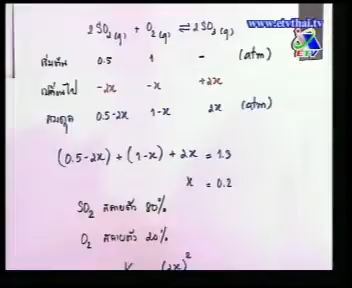 www.etvthai.tv
2SO2(g) + O2(g) ⇌ 2SO3(g)
ETV
เริ่มต้น 0.5 1 - (atm)
เปลี่ยนไป -2x -x +2x
สมดุล 0.5-2x 1-x 2x (atm)
(0.5-2x) + (1-x) + 2x = 1.3
x = 0.2
SO2 สลายตัว 80%
O2 สลายตัว 20%
K (2x)²